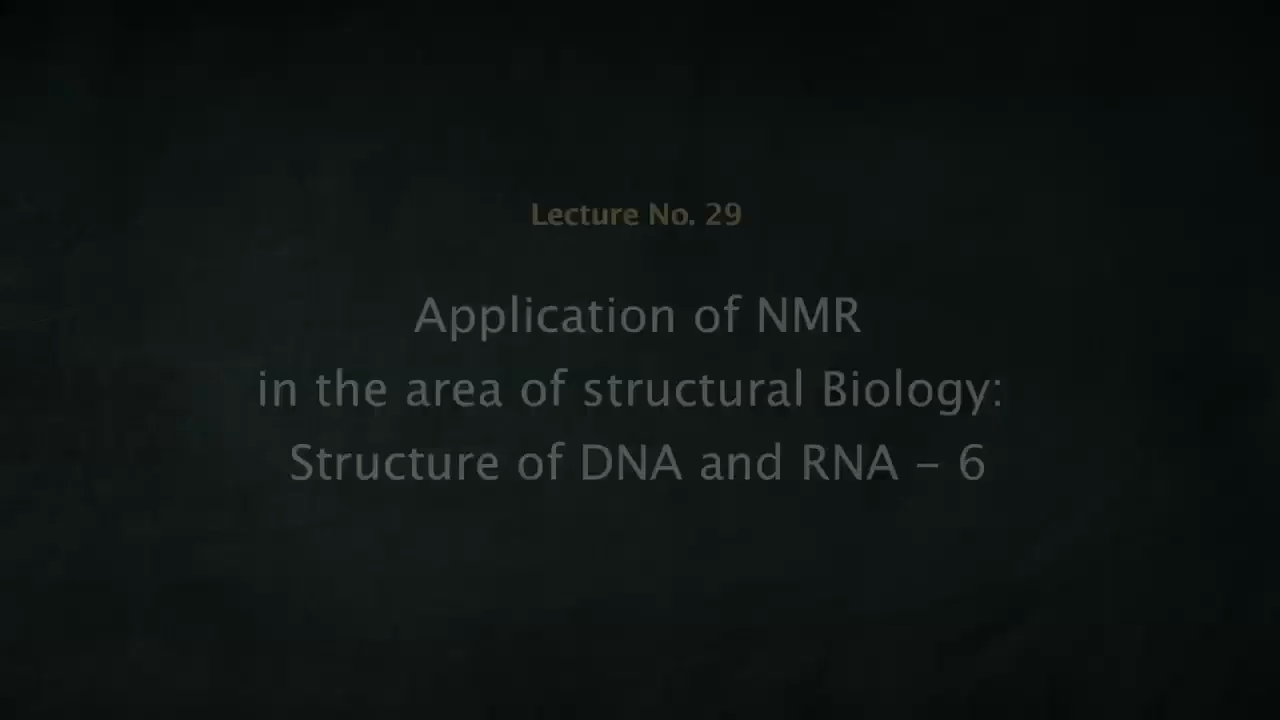 Lecture No. 29
Application of NMR
in the area of structural Biology:
Structure of DNA and RNA – 6